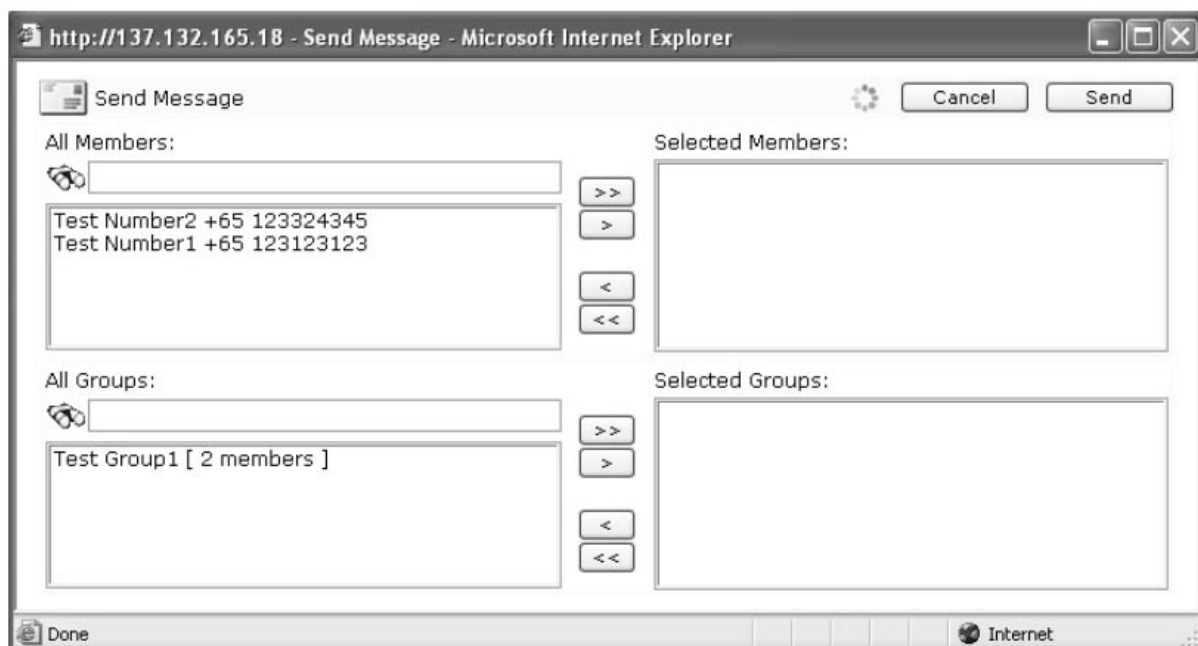 http://137.132.165.18 - Send Message - Microsoft Internet Explorer
Send Message
Cancel
Send
All Members:
Selected Members:
>>
Test Number2 +65 123324345
>
Test Number1 +65 123123123
<
<<
All Groups:
Selected Groups:
>>
Test Group1 [ 2 members ]
>
<
<<
Done
Internet